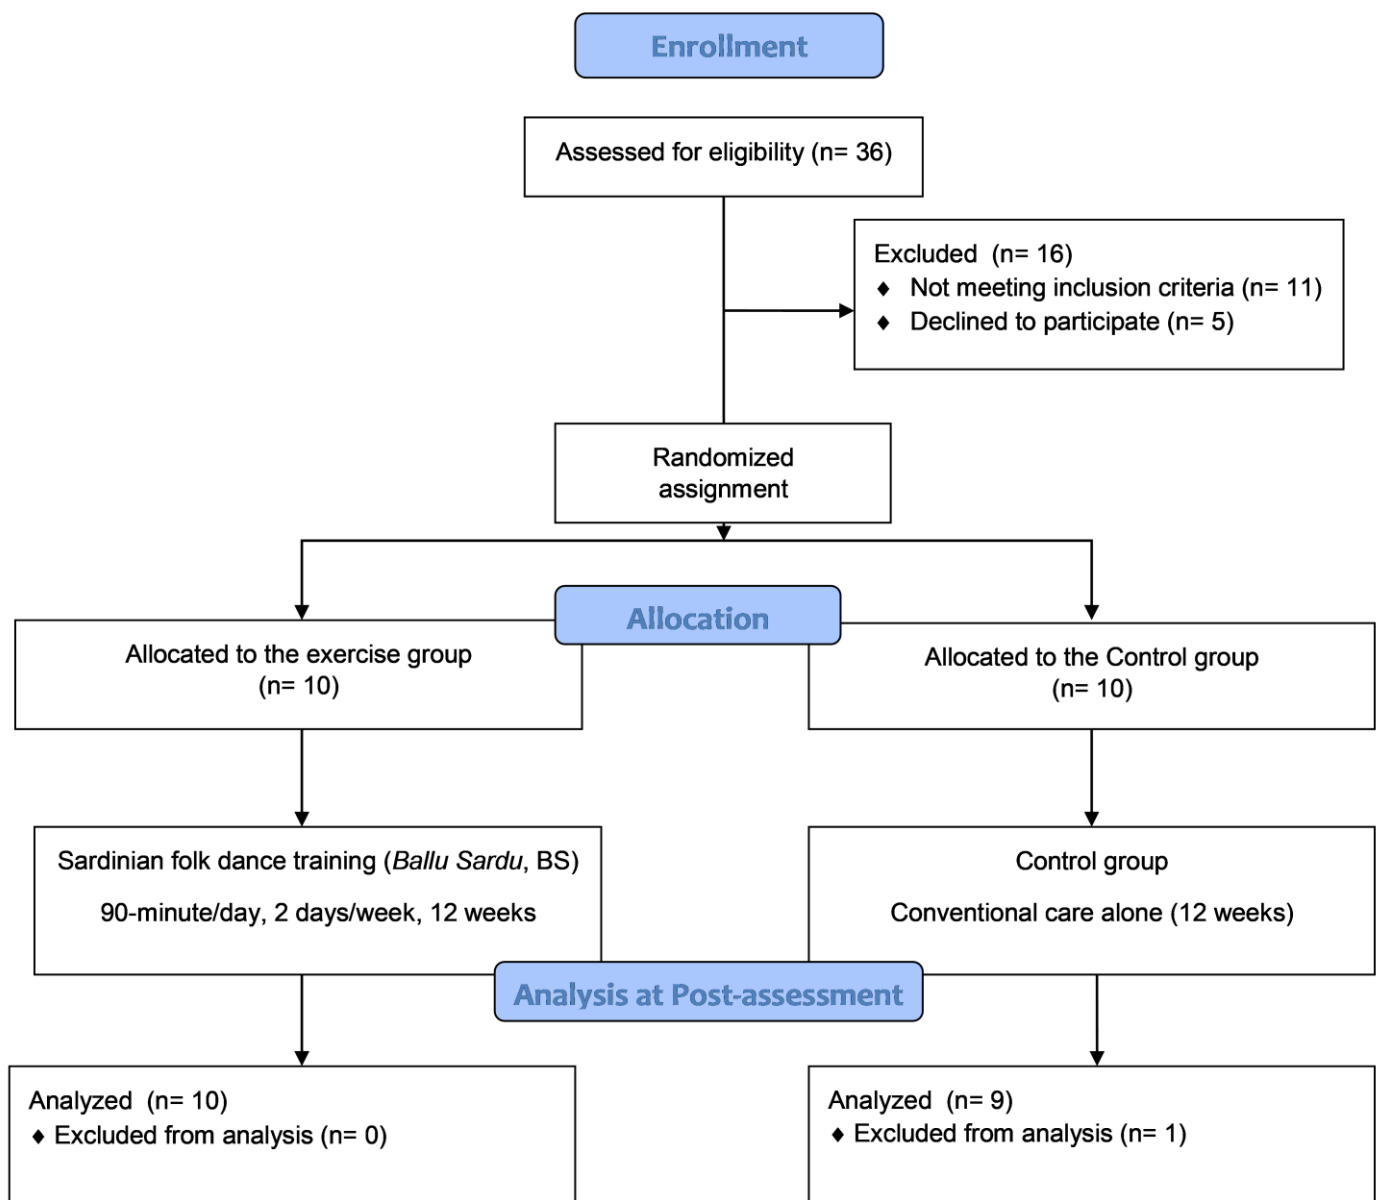 Enrollment
Assessed for eligibility (n= 36)
Excluded  (n= 16)
♦ Not meeting inclusion criteria (n= 11)
♦ Declined to participate (n= 5)
Randomized
assignment
Allocation
Allocated to the exercise group
(n= 10)
Allocated to the Control group
(n= 10)
Sardinian folk dance training (Ballu Sardu, BS)
90-minute/day, 2 days/week, 12 weeks
Control group
Conventional care alone (12 weeks)
Analysis at Post-assessment
Analyzed  (n= 10)
♦ Excluded from analysis (n= 0)
Analyzed  (n= 9)
♦ Excluded from analysis (n= 1)